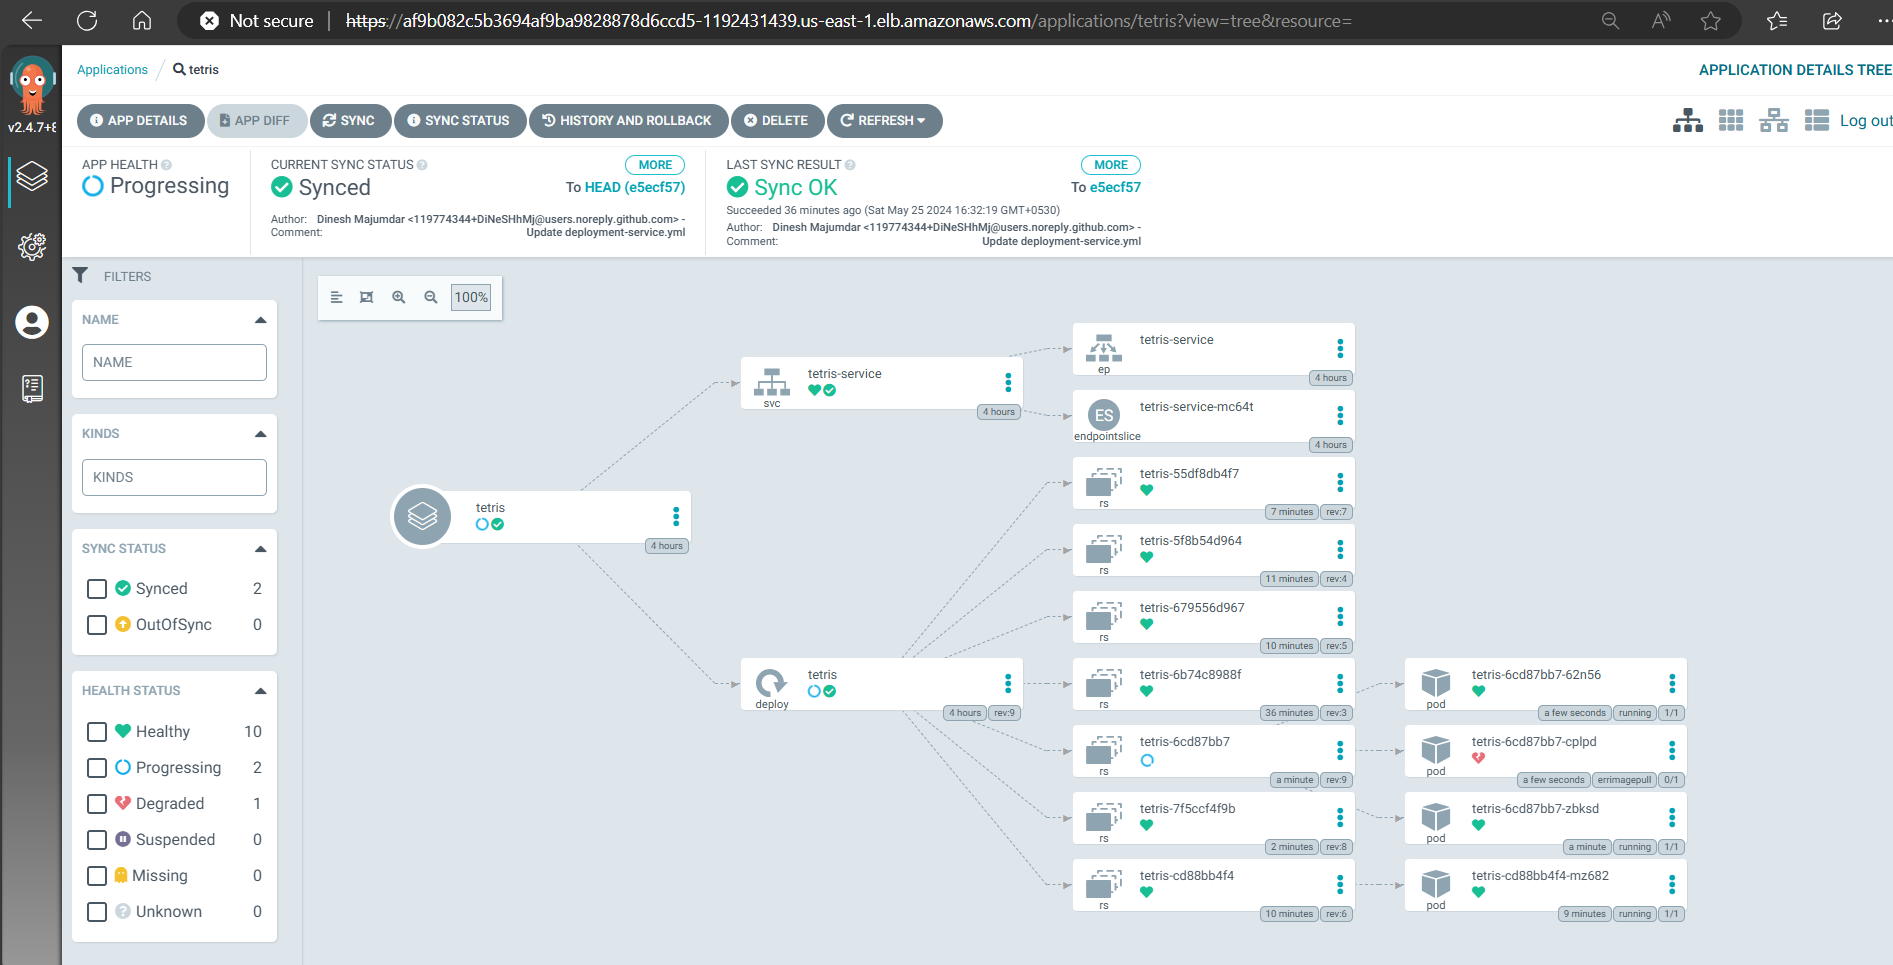 Not secure | https://af9b082c5b3694af9ba9828878d6ccd5-1192431439.us-east-1.elb.amazonaws.com/applications/tetris?view=tree&resource=
Applications / tetris
APPLICATION DETAILS TREE
v2.4.7+8
APP DETAILS
APP DIFF
SYNC
SYNC STATUS
HISTORY AND ROLLBACK
DELETE
REFRESH
Log out
APP HEALTH
Progressing
CURRENT SYNC STATUS
MORE
Synced
To HEAD (e5ecf57)
Author: Dinesh Majumdar <119774344+DiNeSHhMj@users.noreply.github.com> -
Comment: Update deployment-service.yml
LAST SYNC RESULT
MORE
Sync OK
To e5ecf57
Succeeded 36 minutes ago (Sat May 25 2024 16:32:19 GMT+0530)
Author: Dinesh Majumdar <119774344+DiNeSHhMj@users.noreply.github.com> -
Comment: Update deployment-service.yml
FILTERS
NAME
NAME
KINDS
KINDS
SYNC STATUS
Synced 2
OutOfSync 0
HEALTH STATUS
Healthy 10
Progressing 2
Degraded 1
Suspended 0
Missing 0
Unknown 0
100%
tetris
4 hours
tetris-service
svc
4 hours
tetris
deploy
4 hours rev:9
tetris-service
ep
4 hours
ES
tetris-service-mc64t
endpointslice
4 hours
tetris-55df8db4f7
rs
7 minutes rev:7
tetris-5f8b54d964
rs
11 minutes rev:4
tetris-679556d967
rs
10 minutes rev:5
tetris-6b74c8988f
rs
36 minutes rev:3
tetris-6cd87bb7
rs
a minute rev:9
tetris-7f5ccf4f9b
rs
2 minutes rev:8
tetris-cd88bb4f4
rs
10 minutes rev:6
tetris-6cd87bb7-62n56
pod
a few seconds running 1/1
tetris-6cd87bb7-cplpd
pod
a few seconds errimagepull 0/1
tetris-6cd87bb7-zbksd
pod
a minute running 1/1
tetris-cd88bb4f4-mz682
pod
9 minutes running 1/1